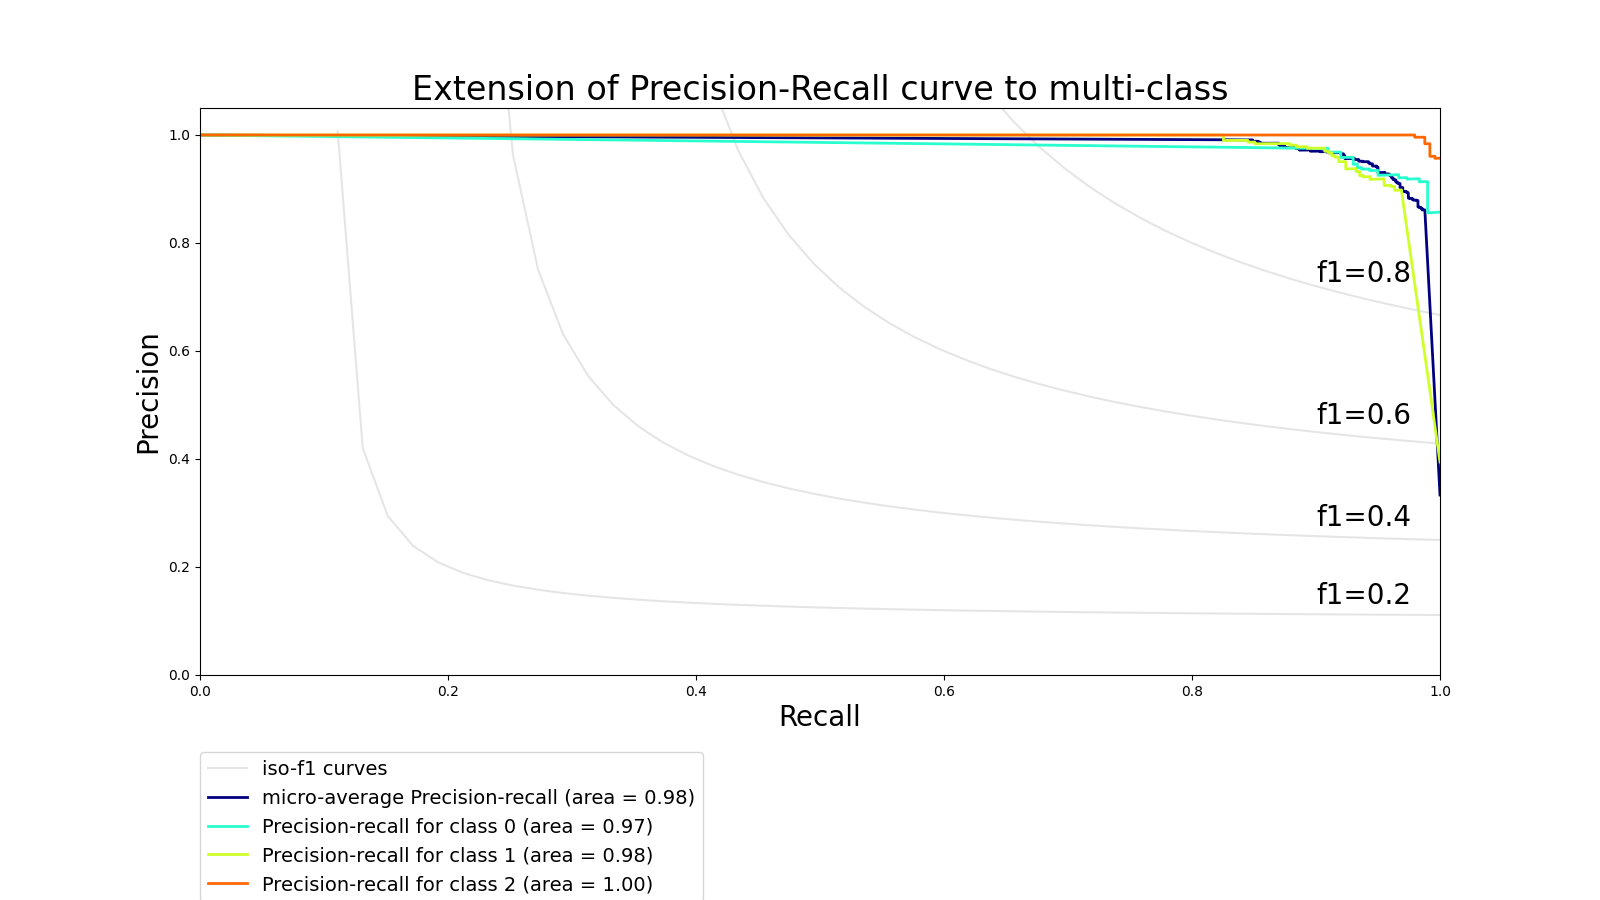 Extension of Precision-Recall curve to multi-class
1.0
0.8
0.6
0.4
0.2
0.0
Precision
f1=0.8
f1=0.6
f1=0.4
f1=0.2
0.0 0.2 0.4 0.6 0.8 1.0
Recall
iso-f1 curves
micro-average Precision-recall (area = 0.98)
Precision-recall for class 0 (area = 0.97)
Precision-recall for class 1 (area = 0.98)
Precision-recall for class 2 (area = 1.00)